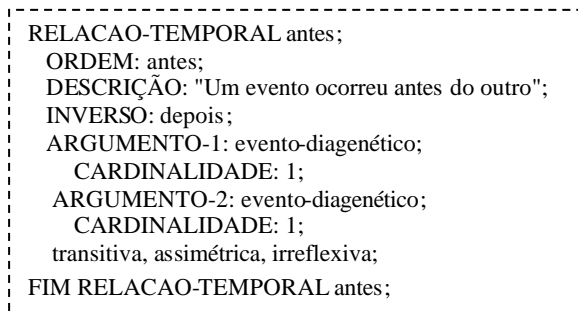 RELACAO-TEMPORAL antes;
ORDEM: antes;
DESCRIÇÃO: "Um evento ocorreu antes do outro";
INVERSO: depois;
ARGUMENTO-1: evento-diagenético;
CARDINALIDADE: 1;
ARGUMENTO-2: evento-diagenético;
CARDINALIDADE: 1;
transitiva, assimétrica, irreflexiva;
FIM RELACAO-TEMPORAL antes;